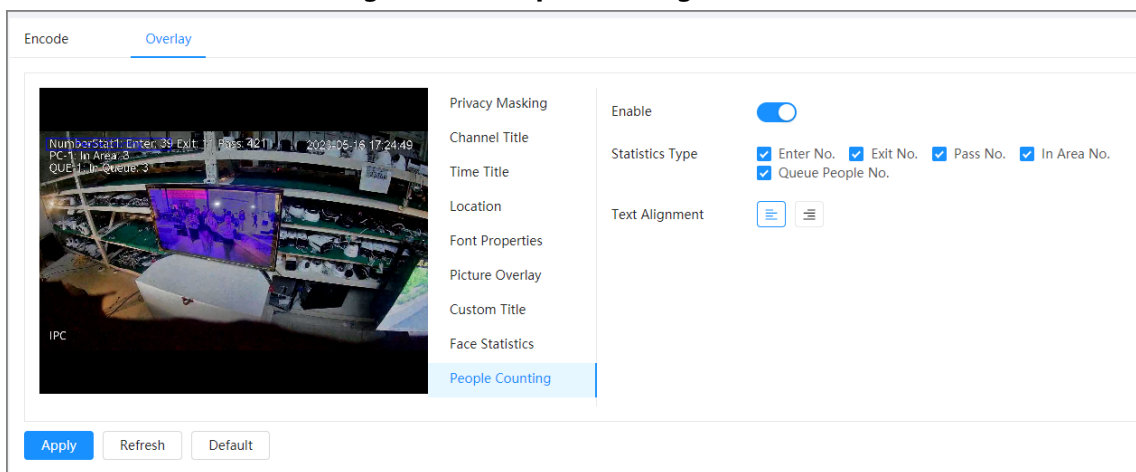 Encode
Overlay
NumberStat1: Enter: 39 Exit: 1 Pass: 421
2023-05-16 17:24:49
PC-1: In Area: 3
QUE-1: In Queue: 3
IPC
Privacy Masking
Channel Title
Time Title
Location
Font Properties
Picture Overlay
Custom Title
Face Statistics
People Counting
Enable
Statistics Type
Enter No. Exit No. Pass No. In Area No.
Queue People No.
Text Alignment
Apply Refresh Default